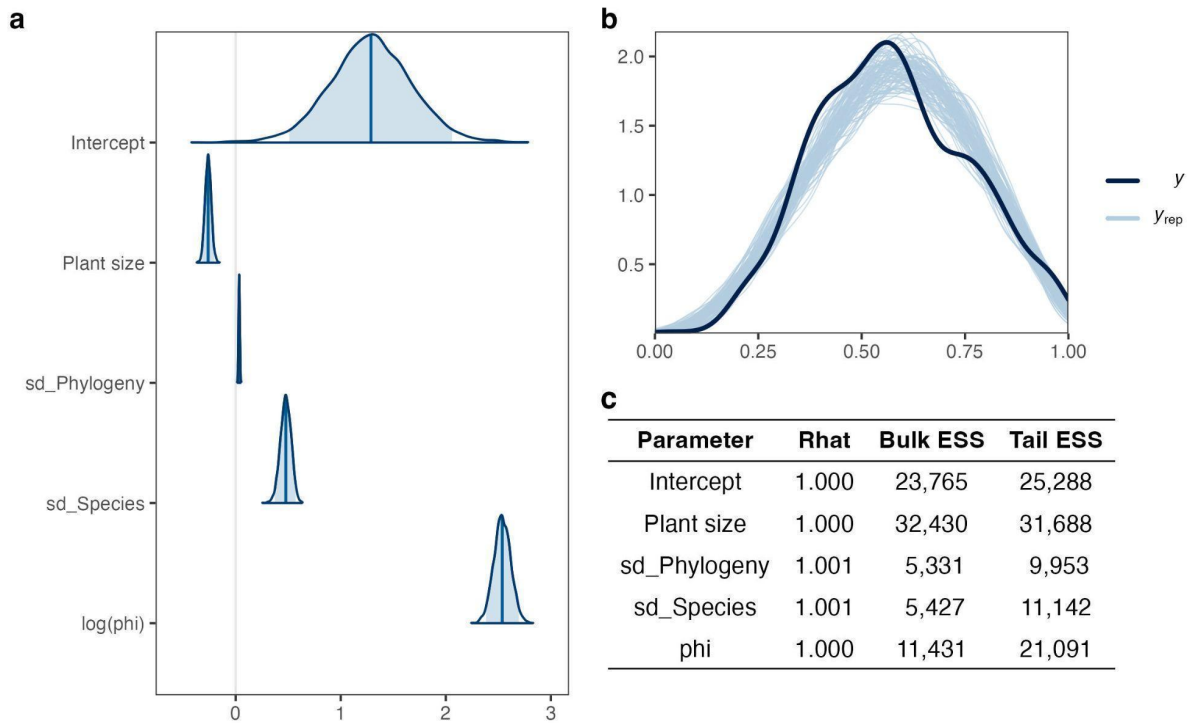 a
Intercept
Plant size
sd_Phylogeny
sd_Species
log(phi)
0 1 2 3
b
2.0
1.5
1.0
0.5
0.00 0.25 0.50 0.75 1.00
y
yrep
c
Parameter Rhat Bulk ESS Tail ESS
Intercept 1.000 23,765 25,288
Plant size 1.000 32,430 31,688
sd_Phylogeny 1.001 5,331 9,953
sd_Species 1.001 5,427 11,142
phi 1.000 11,431 21,091